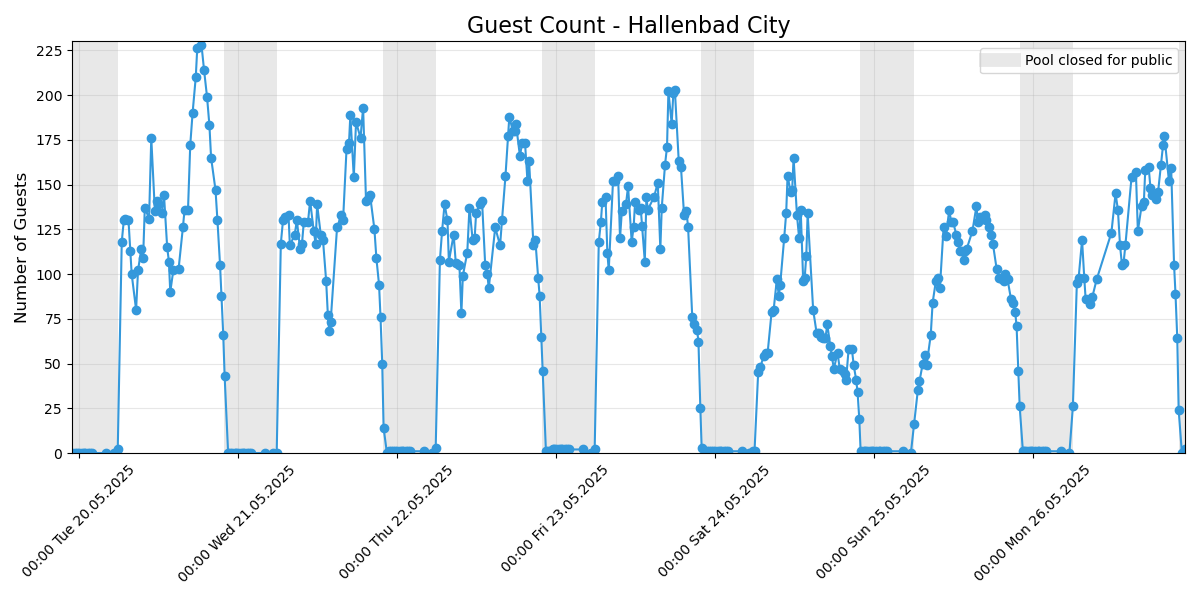 Guest Count - Hallenbad City
Pool closed for public
Number of Guests
225
200
175
150
125
100
75
50
25
0
00:00 Tue 20.05.2025
00:00 Wed 21.05.2025
00:00 Thu 22.05.2025
00:00 Fri 23.05.2025
00:00 Sat 24.05.2025
00:00 Sun 25.05.2025
00:00 Mon 26.05.2025